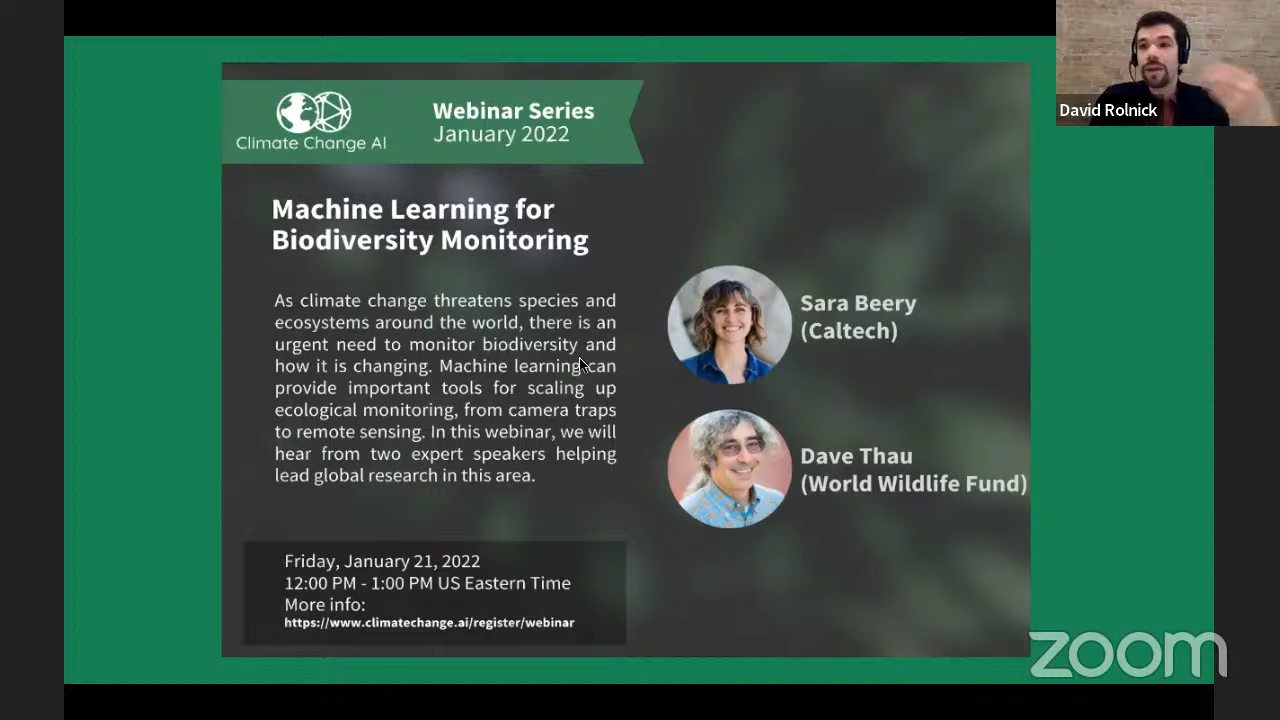 David Rolnick
Climate Change AI
Webinar Series
January 2022
Machine Learning for
Biodiversity Monitoring
As climate change threatens species and
ecosystems around the world, there is an
urgent need to monitor biodiversity and
how it is changing. Machine learning can
provide important tools for scaling up
ecological monitoring, from camera traps
to remote sensing. In this webinar, we will
hear from two expert speakers helping
lead global research in this area.
Sara Beery
(Caltech)
Dave Thau
(World Wildlife Fund)
Friday, January 21, 2022
12:00 PM - 1:00 PM US Eastern Time
More info:
https://www.climatechange.ai/register/webinar
zoom